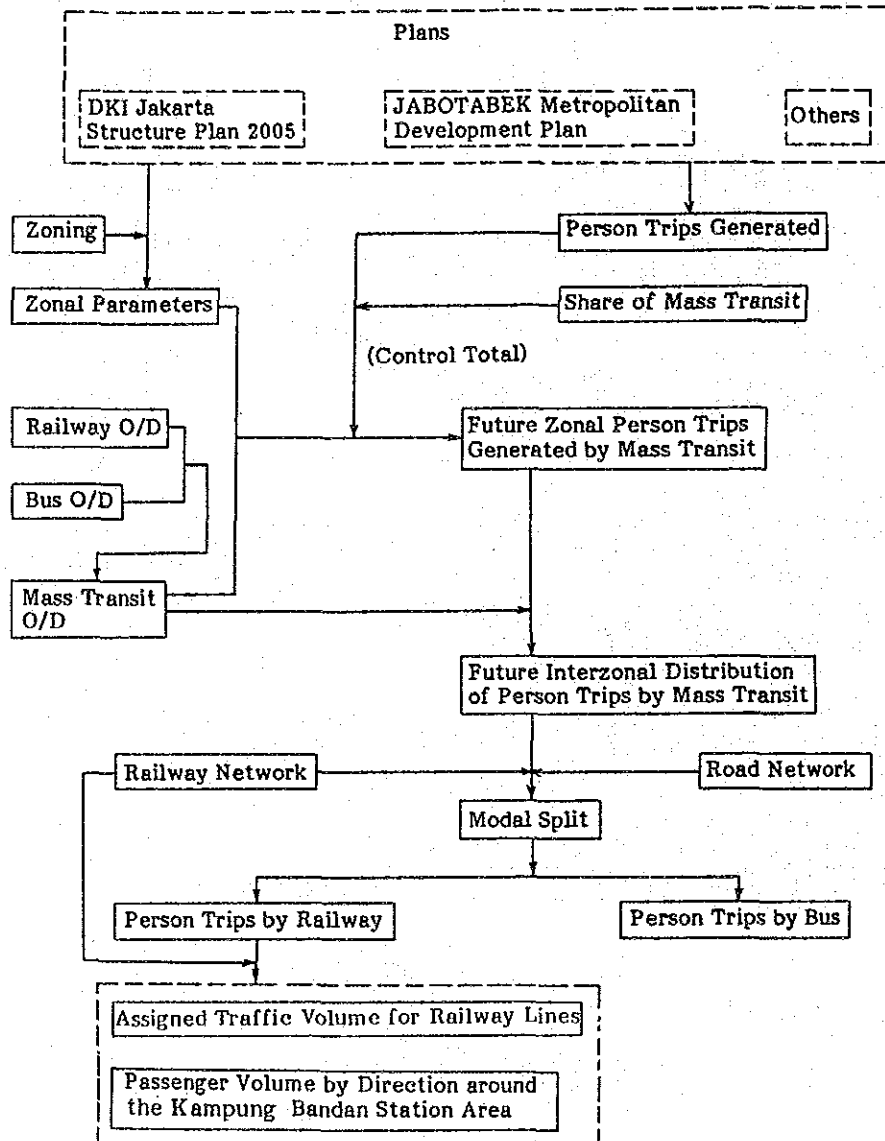 Plans
DKI Jakarta
Structure Plan 2005
JABOTABEK Metropolitan
Development Plan
Others
Zoning
Person Trips Generated
Zonal Parameters
Share of Mass Transit
(Control Total)
Railway O/D
Future Zonal Person Trips
Generated by Mass Transit
Bus O/D
Mass Transit
O/D
Future Interzonal Distribution
of Person Trips by Mass Transit
Railway Network
Road Network
Modal Split
Person Trips by Railway
Person Trips by Bus
Assigned Traffic Volume for Railway Lines
Passenger Volume by Direction around
the Kampung Bandan Station Area